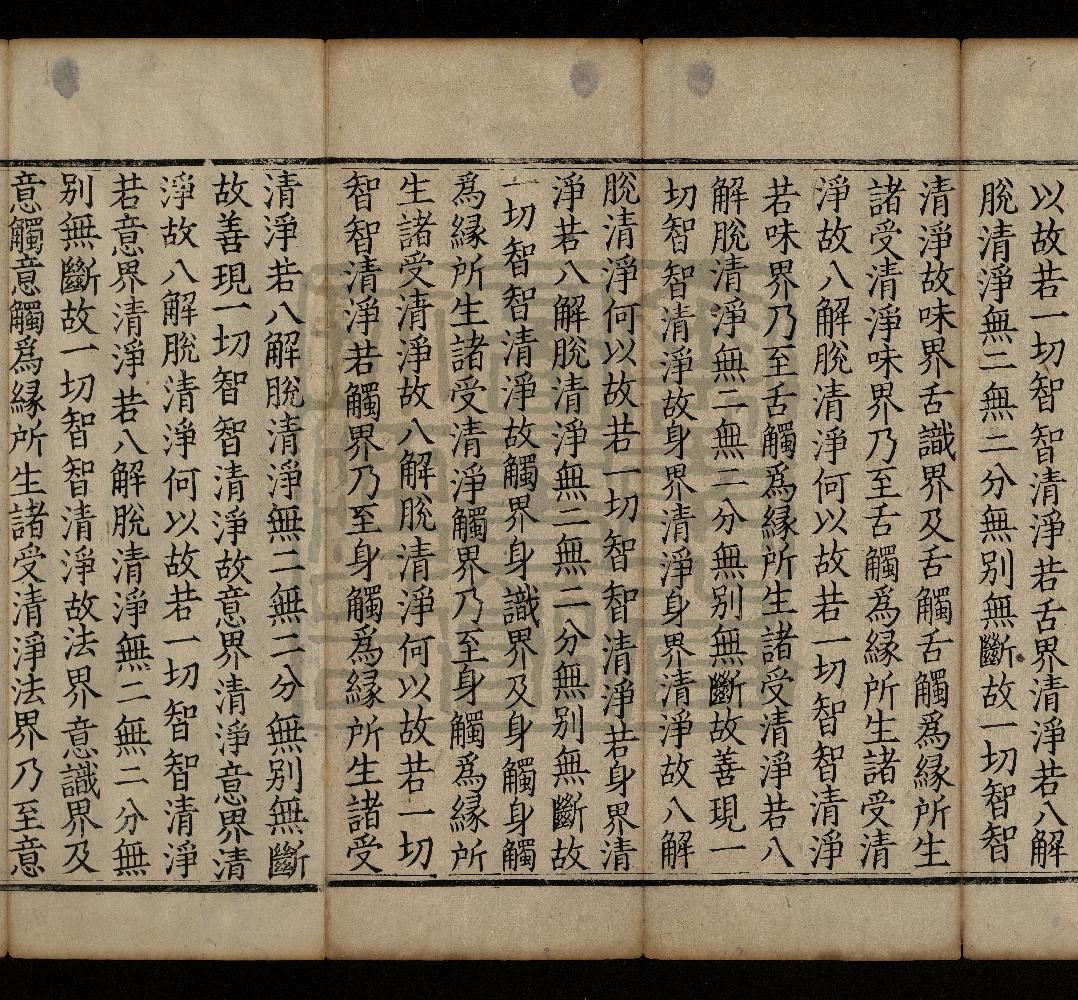 以故若一切智智清淨若舌界清淨若八解
脫清淨無二無二分無別無斷故一切智智
清淨故味界舌識界及舌觸舌觸為縁所生
諸受清淨味界乃至舌觸為縁所生諸受清
淨故八解脫清淨何以故若一切智智清淨
若味界乃至舌觸為縁所生諸受清淨若八
解脫清淨無二無二分無別無斷故善現一
切智智清淨故身界清淨身界清淨故八解
脫清淨何以故若一切智智清淨若身界清
淨若八解脫清淨無二無二分無別無斷故
一切智智清淨故觸界身識界及身觸身觸
為縁所生諸受清淨觸界乃至身觸為縁所
生諸受清淨故八解脫清淨何以故若一切
智智清淨若觸界乃至身觸為縁所生諸受
清淨若八解脫清淨無二無二分無別無斷
故善現一切智智清淨故意界清淨意界清
淨故八解脫清淨何以故若一切智智清淨
若意界清淨若八解脫清淨無二無二分無
別無斷故一切智智清淨故法界意識界及
意觸意觸為縁所生諸受清淨法界乃至意